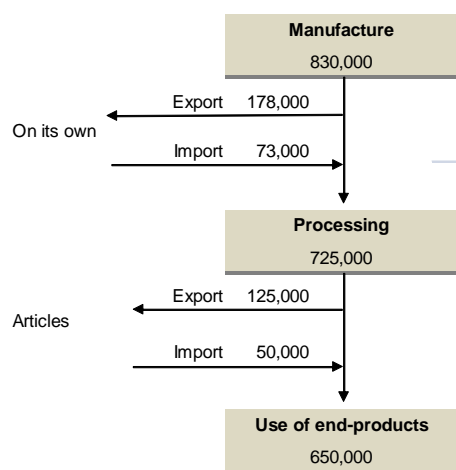 Manufacture
830,000
Export 178,000
On its own
Import 73,000
Processing
725,000
Export 125,000
Articles
Import 50,000
Use of end-products
650,000